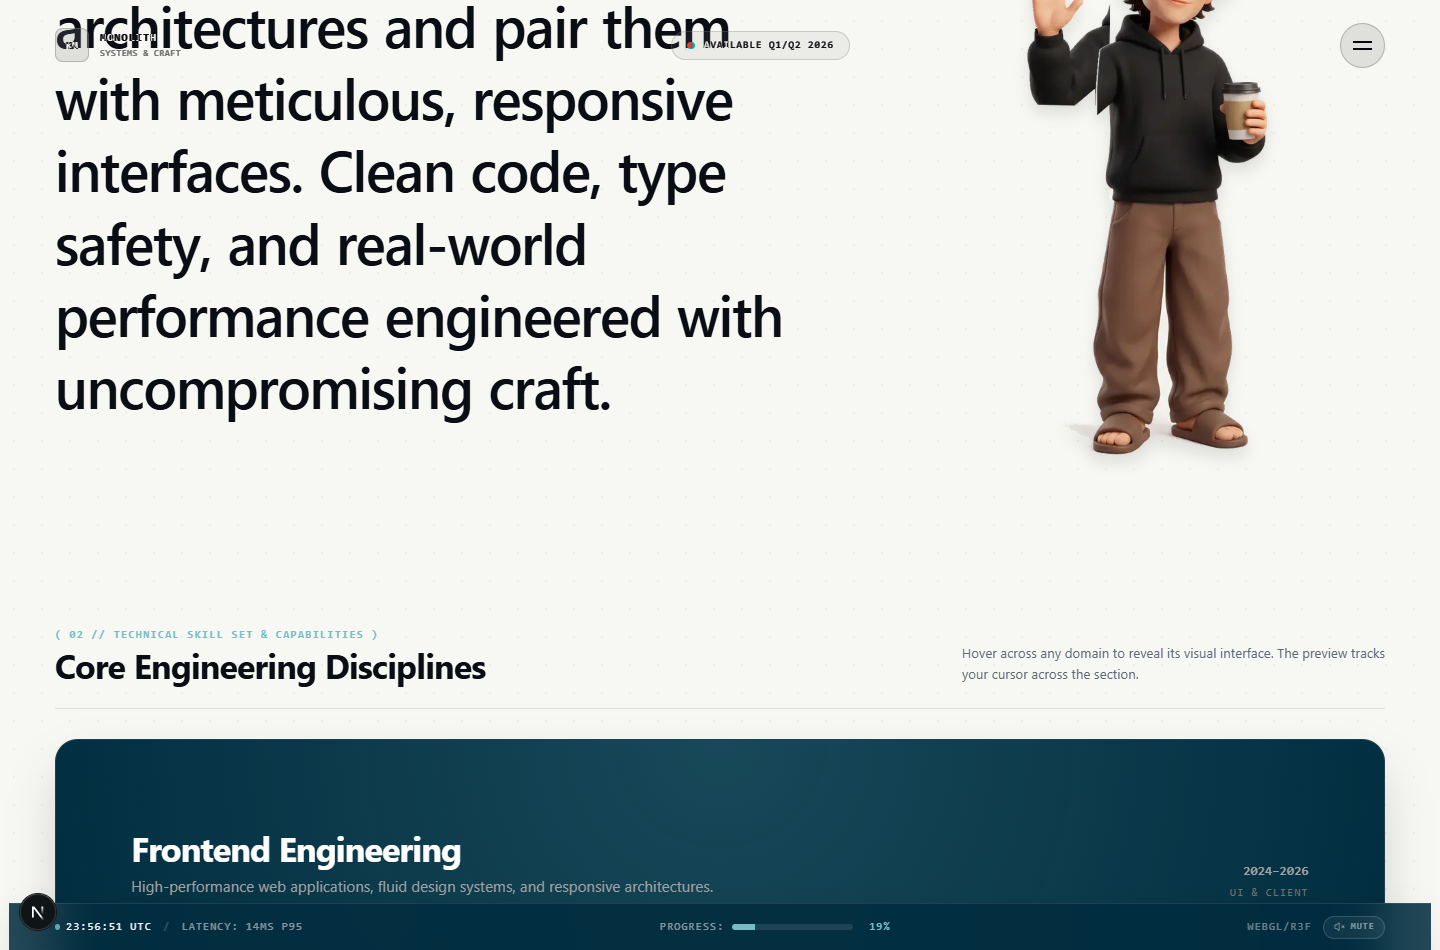 architectures and pair them
MONOLITH
SYSTEMS & CRAFT
AVAILABLE Q1/Q2 2026
with meticulous, responsive
interfaces. Clean code, type
safety, and real-world
performance engineered with
uncompromising craft.
( 02 // TECHNICAL SKILL SET & CAPABILITIES )
Core Engineering Disciplines
Hover across any domain to reveal its visual interface. The preview tracks
your cursor across the section.
Frontend Engineering
High-performance web applications, fluid design systems, and responsive architectures.
2024–2026
UI & CLIENT
N
23:56:51 UTC / LATENCY: 14MS P95
PROGRESS: 19%
WEBGL/R3F
MUTE